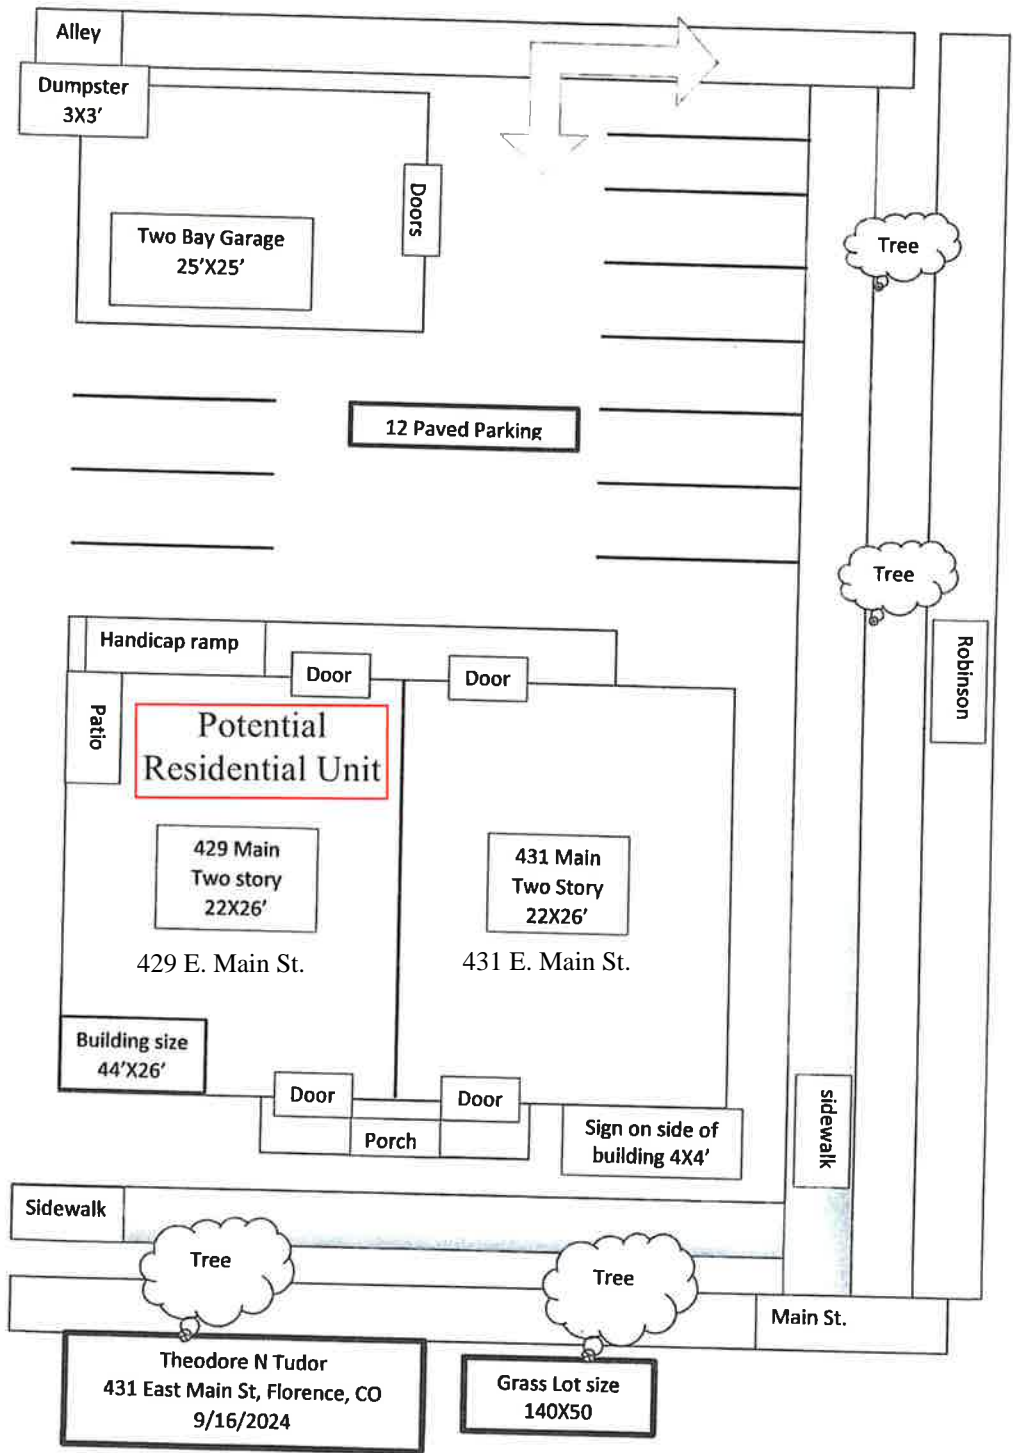 Alley
Dumpster
3X3'
Doors
Two Bay Garage
25'X25'
Tree
12 Paved Parking
Tree
Handicap ramp
Door
Door
Robinson
Patio
Potential
Residential Unit
429 Main
Two story
22X26'
431 Main
Two Story
22X26'
429 E. Main St.
431 E. Main St.
Building size
44'X26'
Door
Door
Porch
Sign on side of
building 4X4'
sidewalk
Sidewalk
Tree
Tree
Main St.
Theodore N Tudor
431 East Main St, Florence, CO
9/16/2024
Grass Lot size
140X50